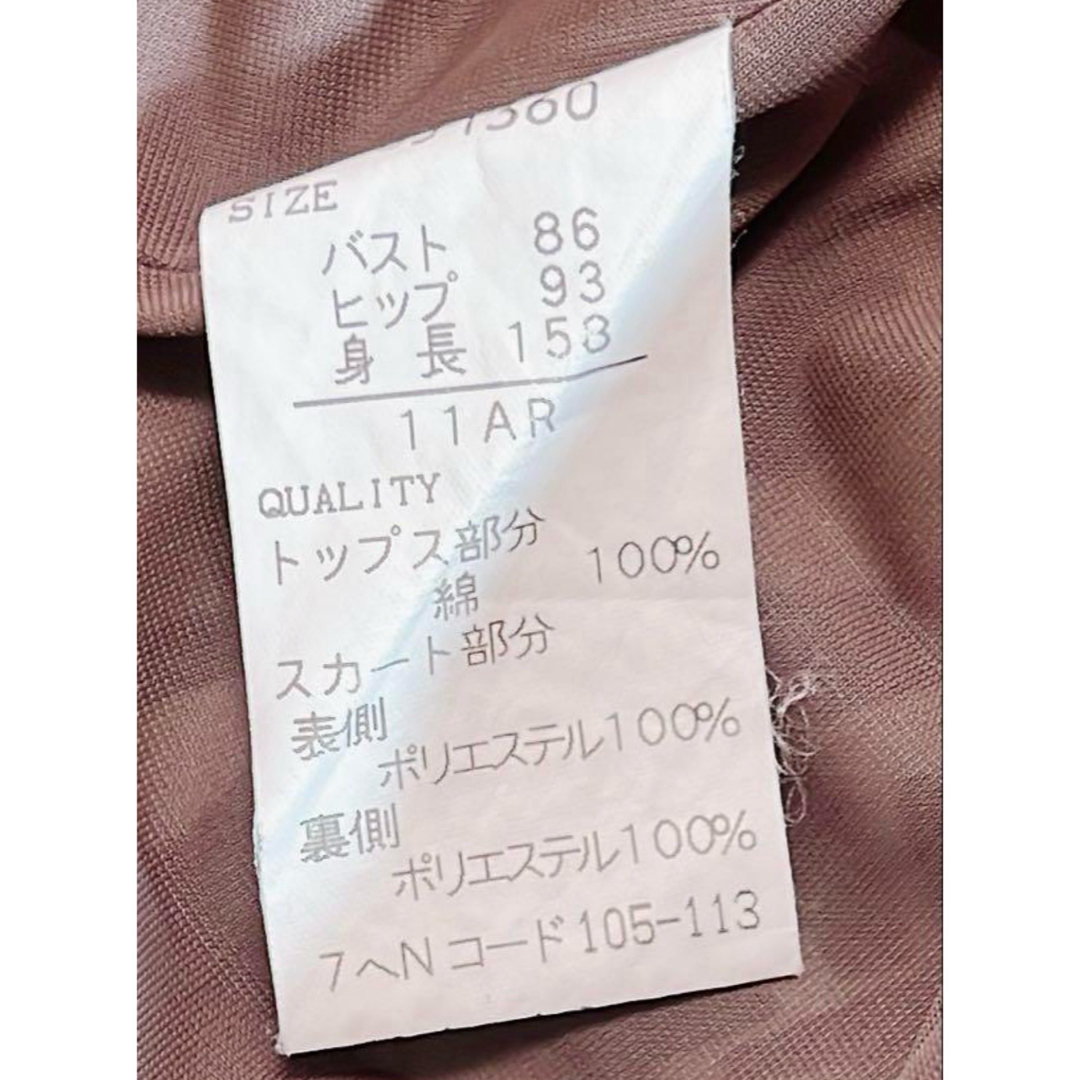 SIZE
バスト 86
ヒップ 93
身長 158
11AR
QUALITY
トップス部分
綿 100%
スカート部分
表側
ポリエステル100%
裏側
ポリエステル100%
7ヘNコード105-113